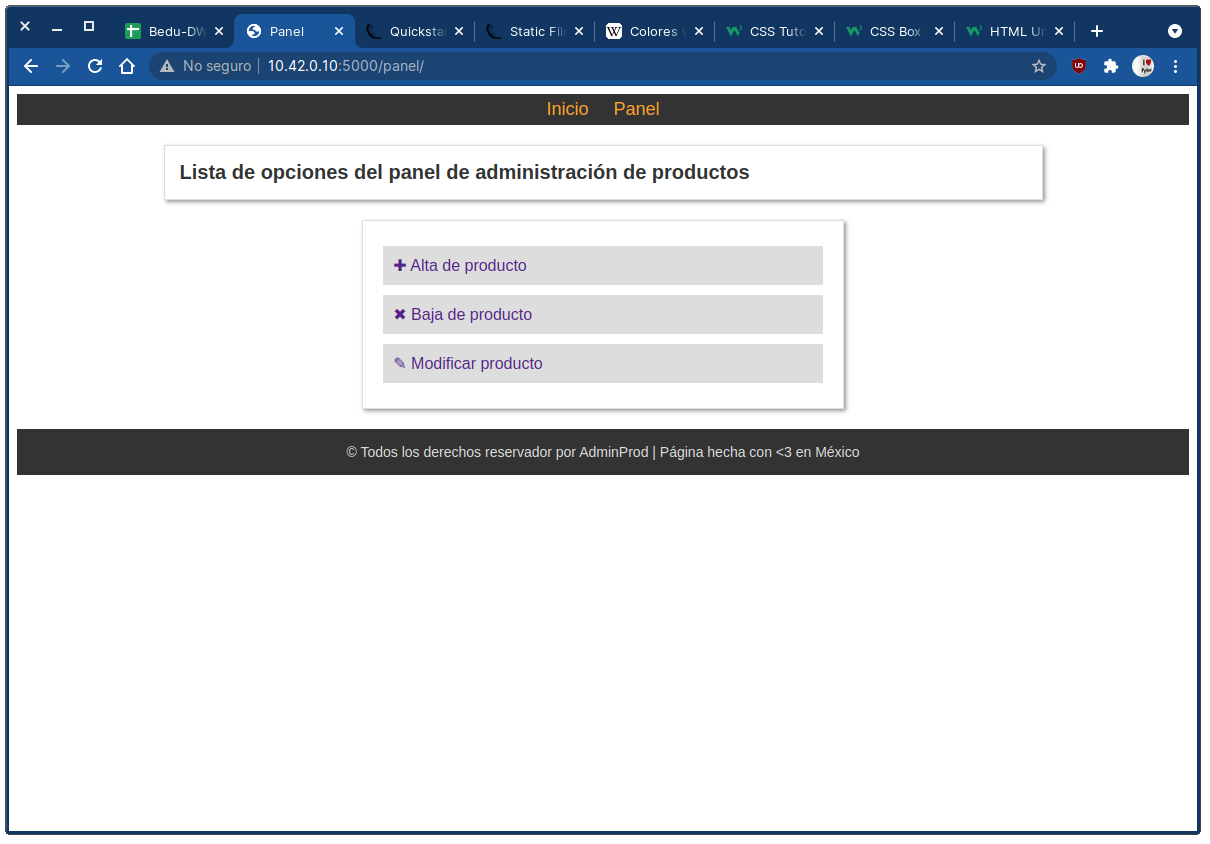 Bedu-DW
Panel
Quickstar
Static File
Colores w
CSS Tuto
CSS Box
HTML Ur
No seguro | 10.42.0.10:5000/panel/
Inicio Panel
Lista de opciones del panel de administración de productos
✚ Alta de producto
✖ Baja de producto
✎ Modificar producto
© Todos los derechos reservador por AdminProd | Página hecha con <3 en México